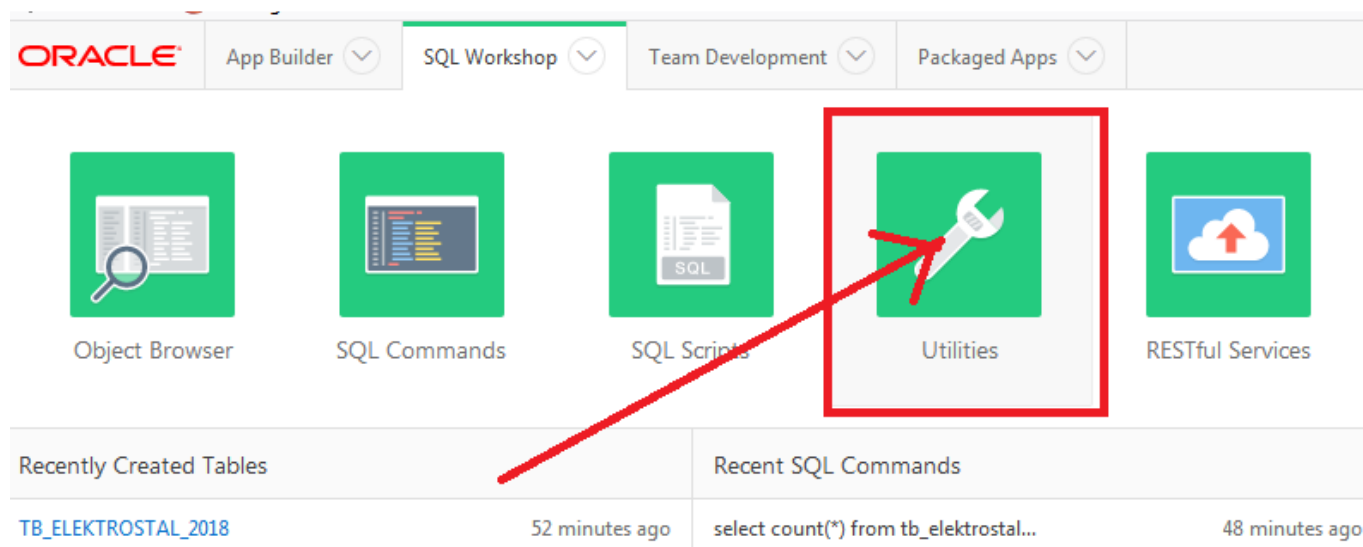 ORACLE App Builder SQL Workshop Team Development Packaged Apps
SQL
Object Browser SQL Commands SQL Scripts Utilities RESTful Services
Recently Created Tables Recent SQL Commands
TB_ELEKTROSTAL_2018 52 minutes ago select count(*) from tb_elektrostal... 48 minutes ago